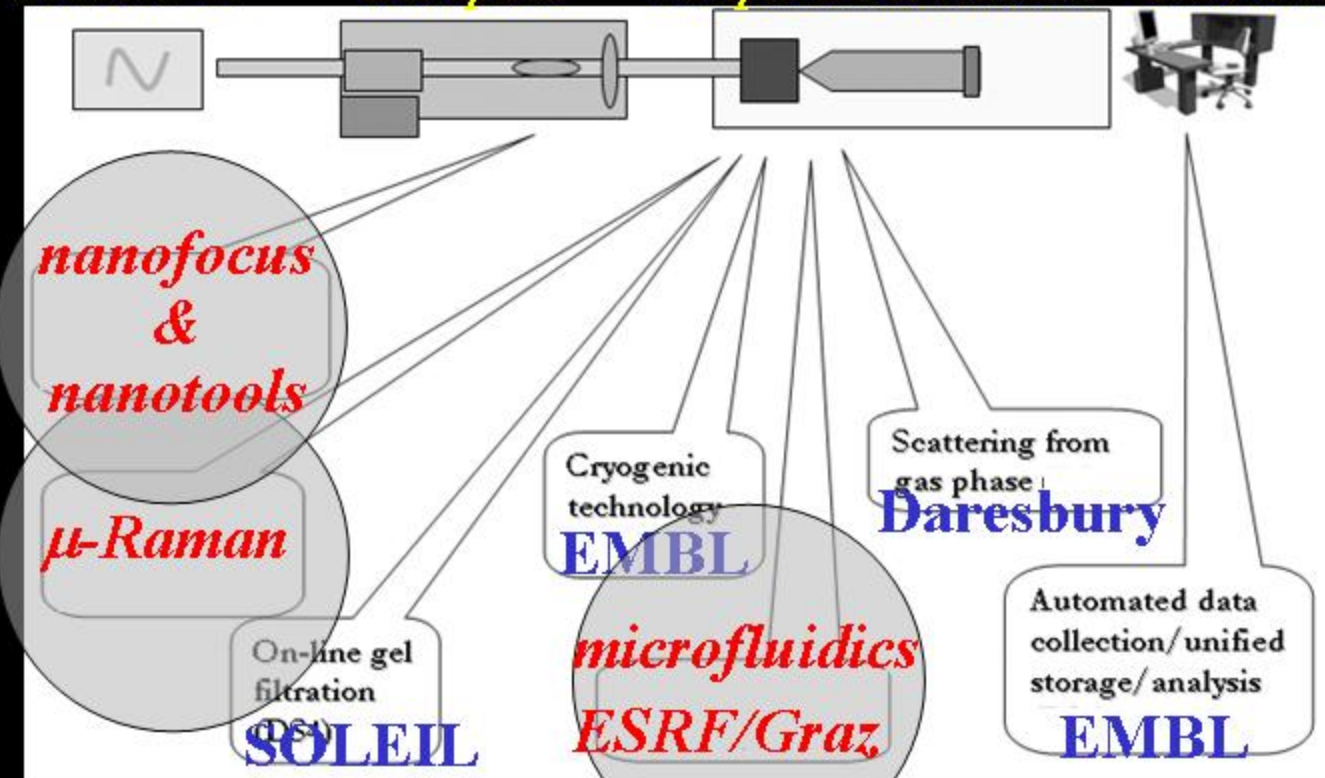 nanofocus
&
nanotools
μ-Raman
On-line gel
filtration
SOLEIL
Cryogenic
technology
EMBL
microfluidics
ESRF/Graz
Scattering from
gas phase
Daresbury
Automated data
collection/unified
storage/analysis
EMBL